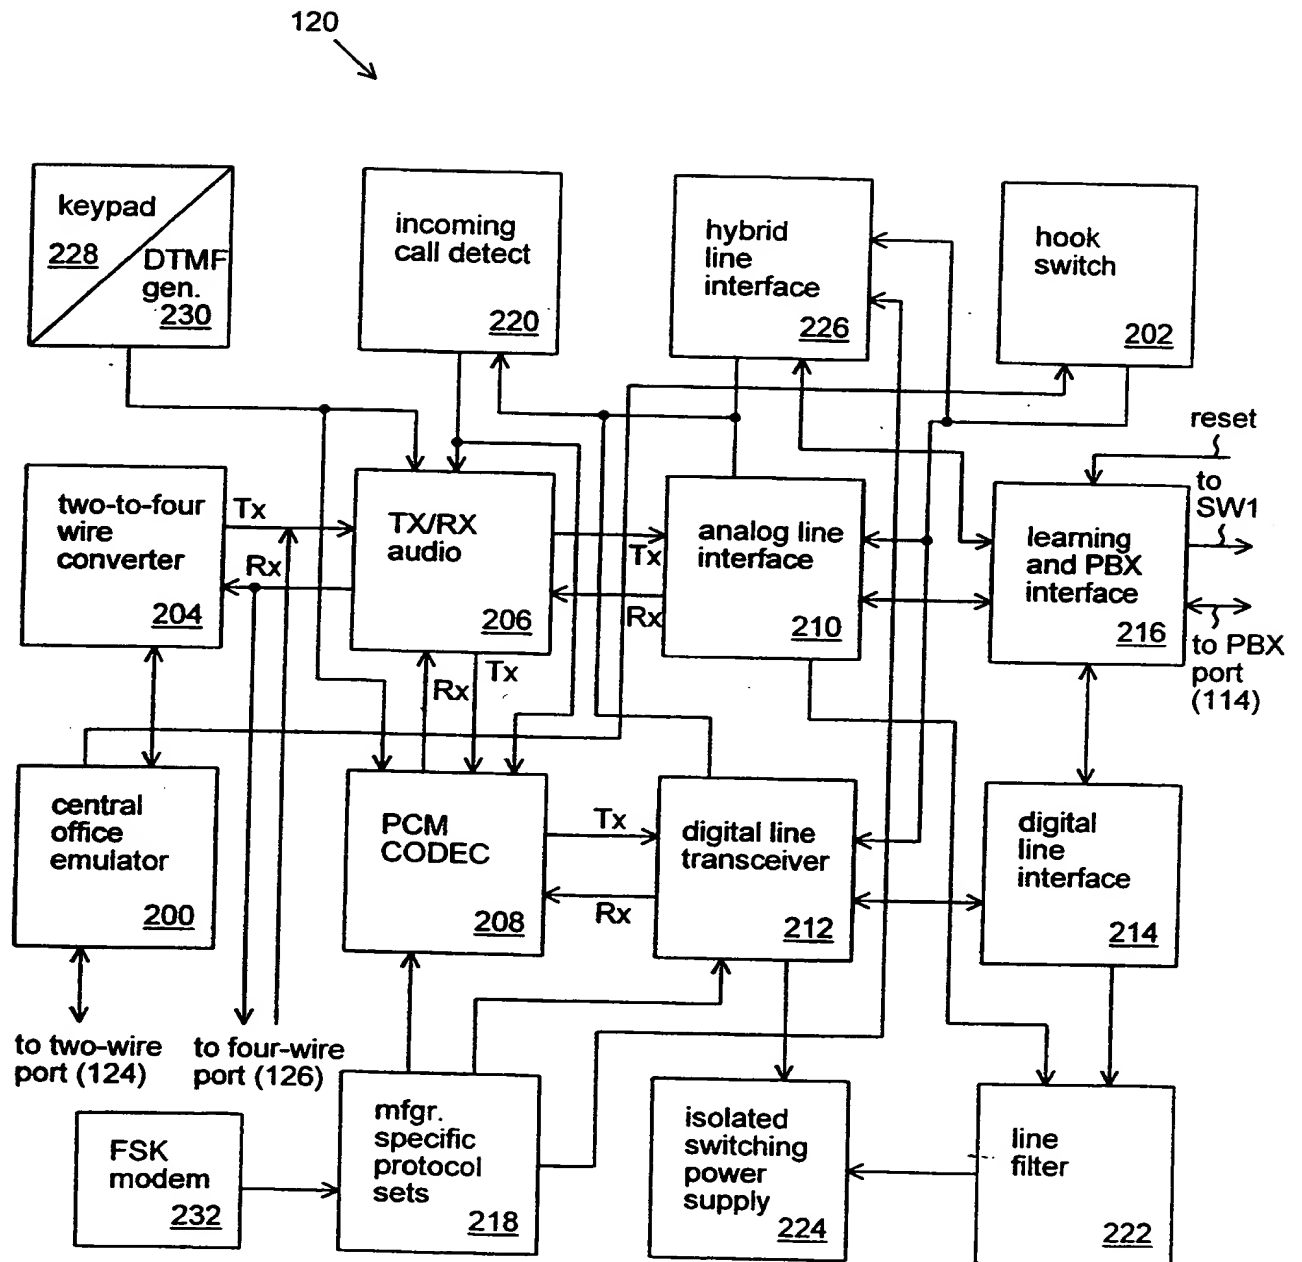 120
keypad
228
DTMF
gen.
230
incoming
call detect
220
hybrid
line
interface
226
hook
switch
202
reset
to
SW1
two-to-four
wire
converter
204
Tx
Rx
TX/RX
audio
206
Tx
Rx
analog line
interface
210
learning
and PBX
interface
216
to PBX
port
(114)
Rx
Tx
central
office
emulator
200
PCM
CODEC
208
Tx
Rx
digital line
transceiver
212
digital
line
interface
214
to two-wire
port (124)
to four-wire
port (126)
FSK
modem
232
mfgr.
specific
protocol
sets
218
isolated
switching
power
supply
224
line
filter
222